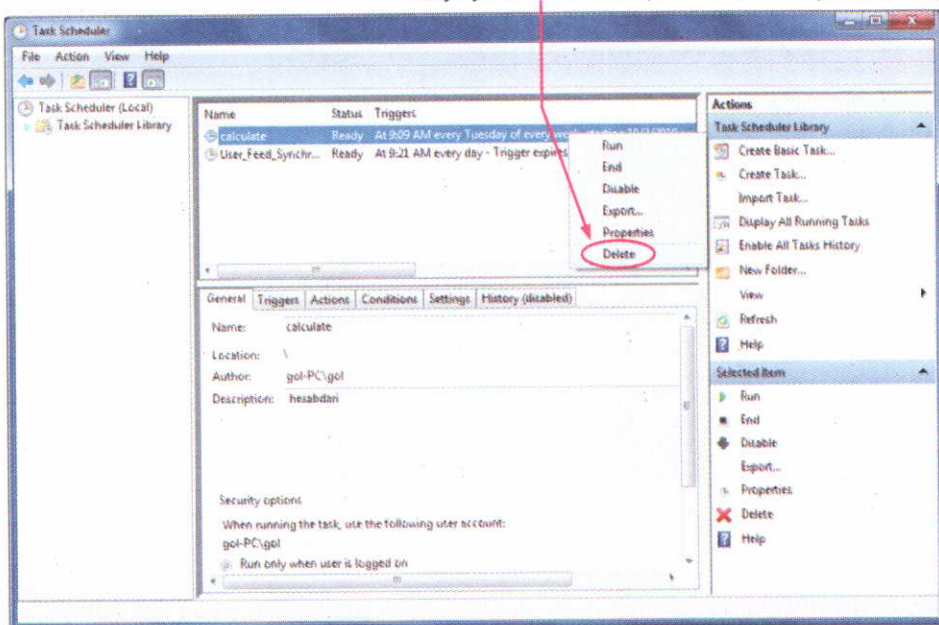 Task Scheduler
File Action View Help
Task Scheduler (Local)
Task Scheduler Library
Name Status Triggers
calculate Ready At 9:09 AM every Tuesday of every week, starting
User_Feed_Synchr... Ready At 9:21 AM every day - Trigger expires
Run
End
Disable
Export...
Properties
Delete
General Triggers Actions Conditions Settings History (disabled)
Name: calculate
Location: \
Author: gol-PC\gol
Description: hesabdari
Security options
When running the task, use the following user account:
gol-PC\gol
Run only when user is logged on
Actions
Task Scheduler Library
Create Basic Task...
Create Task...
Import Task...
Display All Running Tasks
Enable All Tasks History
New Folder...
View
Refresh
Help
Selected Item
Run
End
Disable
Export...
Properties
Delete
Help